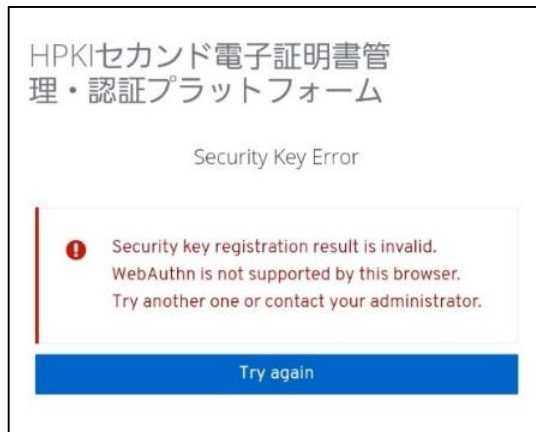 HPKIセカンド電子証明書管
理・認証プラットフォーム
Security Key Error
Security key registration result is invalid.
WebAuthn is not supported by this browser.
Try another one or contact your administrator.
Try again